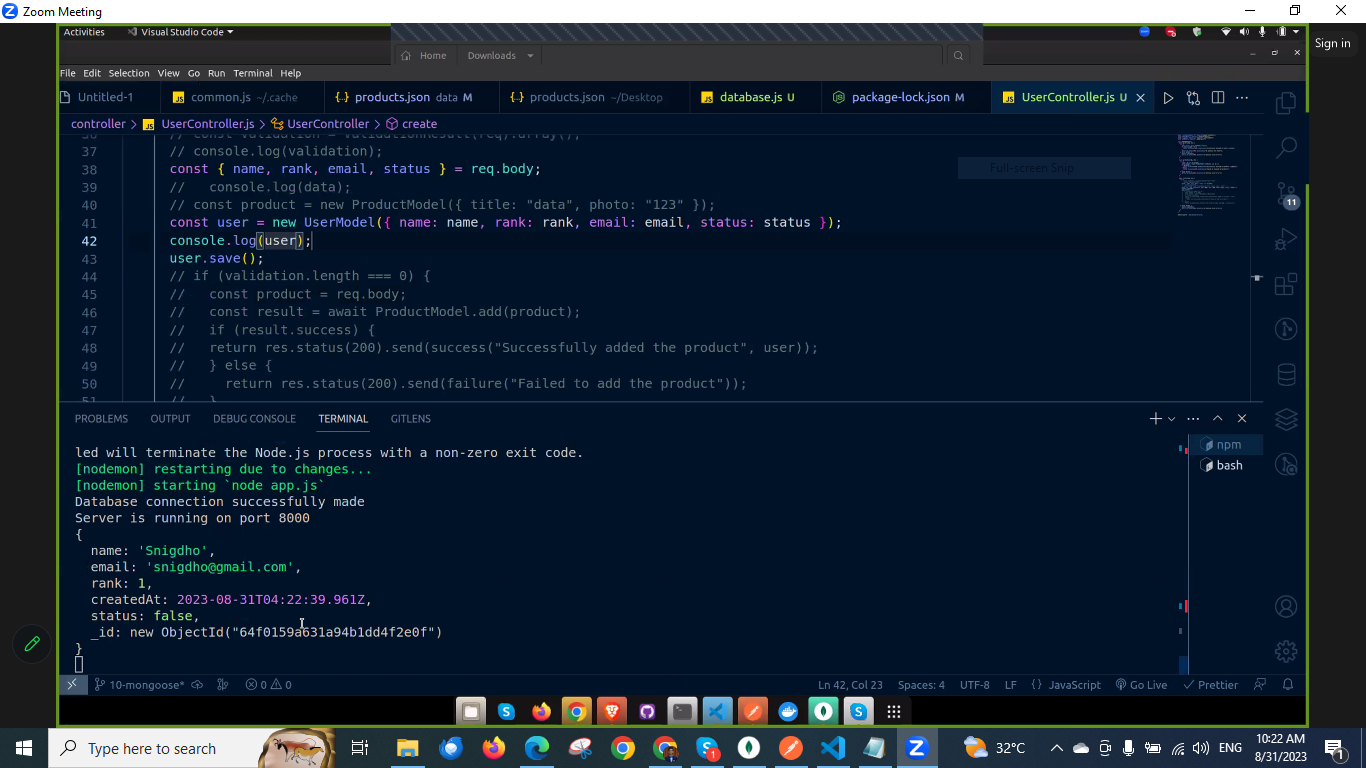 Zoom Meeting
Activities
Visual Studio Code
Sign in
Home
Downloads
File Edit Selection View Go Run Terminal Help
Untitled-1
common.js ~/.cache
{} products.json data M
{} products.json ~/Desktop
database.js U
package-lock.json M
UserController.js U
controller > UserController.js > UserController > create
Full-screen Snip
36 // const validation = validationResult(req).array();
37 // console.log(validation);
38 const { name, rank, email, status } = req.body;
39 //   console.log(data);
40 // const product = new ProductModel({ title: "data", photo: "123" });
41 const user = new UserModel({ name: name, rank: rank, email: email, status: status });
42 console.log(user);
43 user.save();
44 // if (validation.length === 0) {
45 //   const product = req.body;
46 //   const result = await ProductModel.add(product);
47 //   if (result.success) {
48 //   return res.status(200).send(success("Successfully added the product", user));
49 //   } else {
50 //     return res.status(200).send(failure("Failed to add the product"));
51 //   }
11
PROBLEMS OUTPUT DEBUG CONSOLE TERMINAL GITLENS
npm
bash
led will terminate the Node.js process with a non-zero exit code.
[nodemon] restarting due to changes...
[nodemon] starting `node app.js`
Database connection successfully made
Server is running on port 8000
{
name: 'Snigdho',
email: 'snigdho@gmail.com',
rank: 1,
createdAt: 2023-08-31T04:22:39.961Z,
status: false,
_id: new ObjectId("64f0159a631a94b1dd4f2e0f")
}
10-mongoose* 0 0 Ln 42, Col 23 Spaces: 4 UTF-8 LF {} JavaScript Go Live Prettier
Type here to search
1
32°C
ENG
10:22 AM
8/31/2023
1